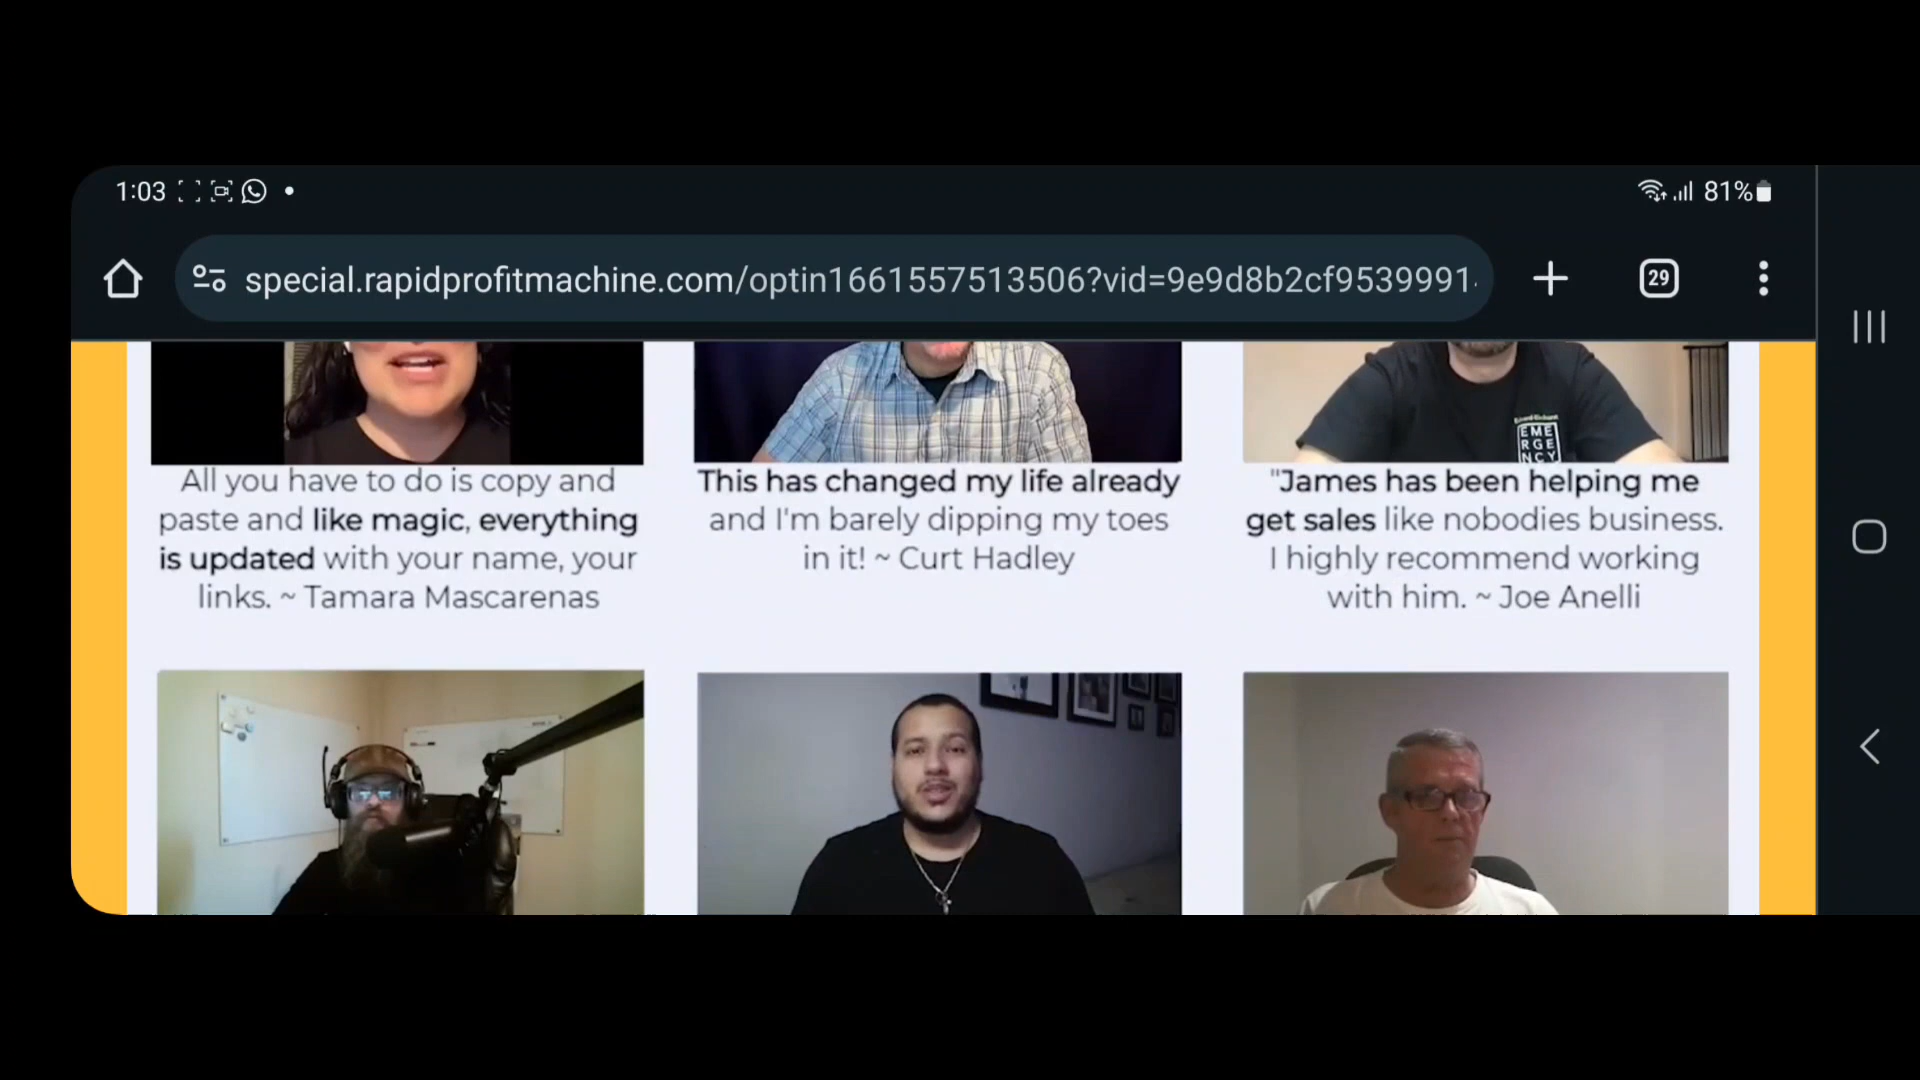 1:03
81%
special.rapidprofitmachine.com/optin1661557513506?vid=9e9d8b2cf9539991
29
EME
RGE
NCY
All you have to do is copy and
paste and like magic, everything
is updated with your name, your
links. ~ Tamara Mascarenas
This has changed my life already
and I'm barely dipping my toes
in it! ~ Curt Hadley
"James has been helping me
get sales like nobodies business.
I highly recommend working
with him. ~ Joe Anelli